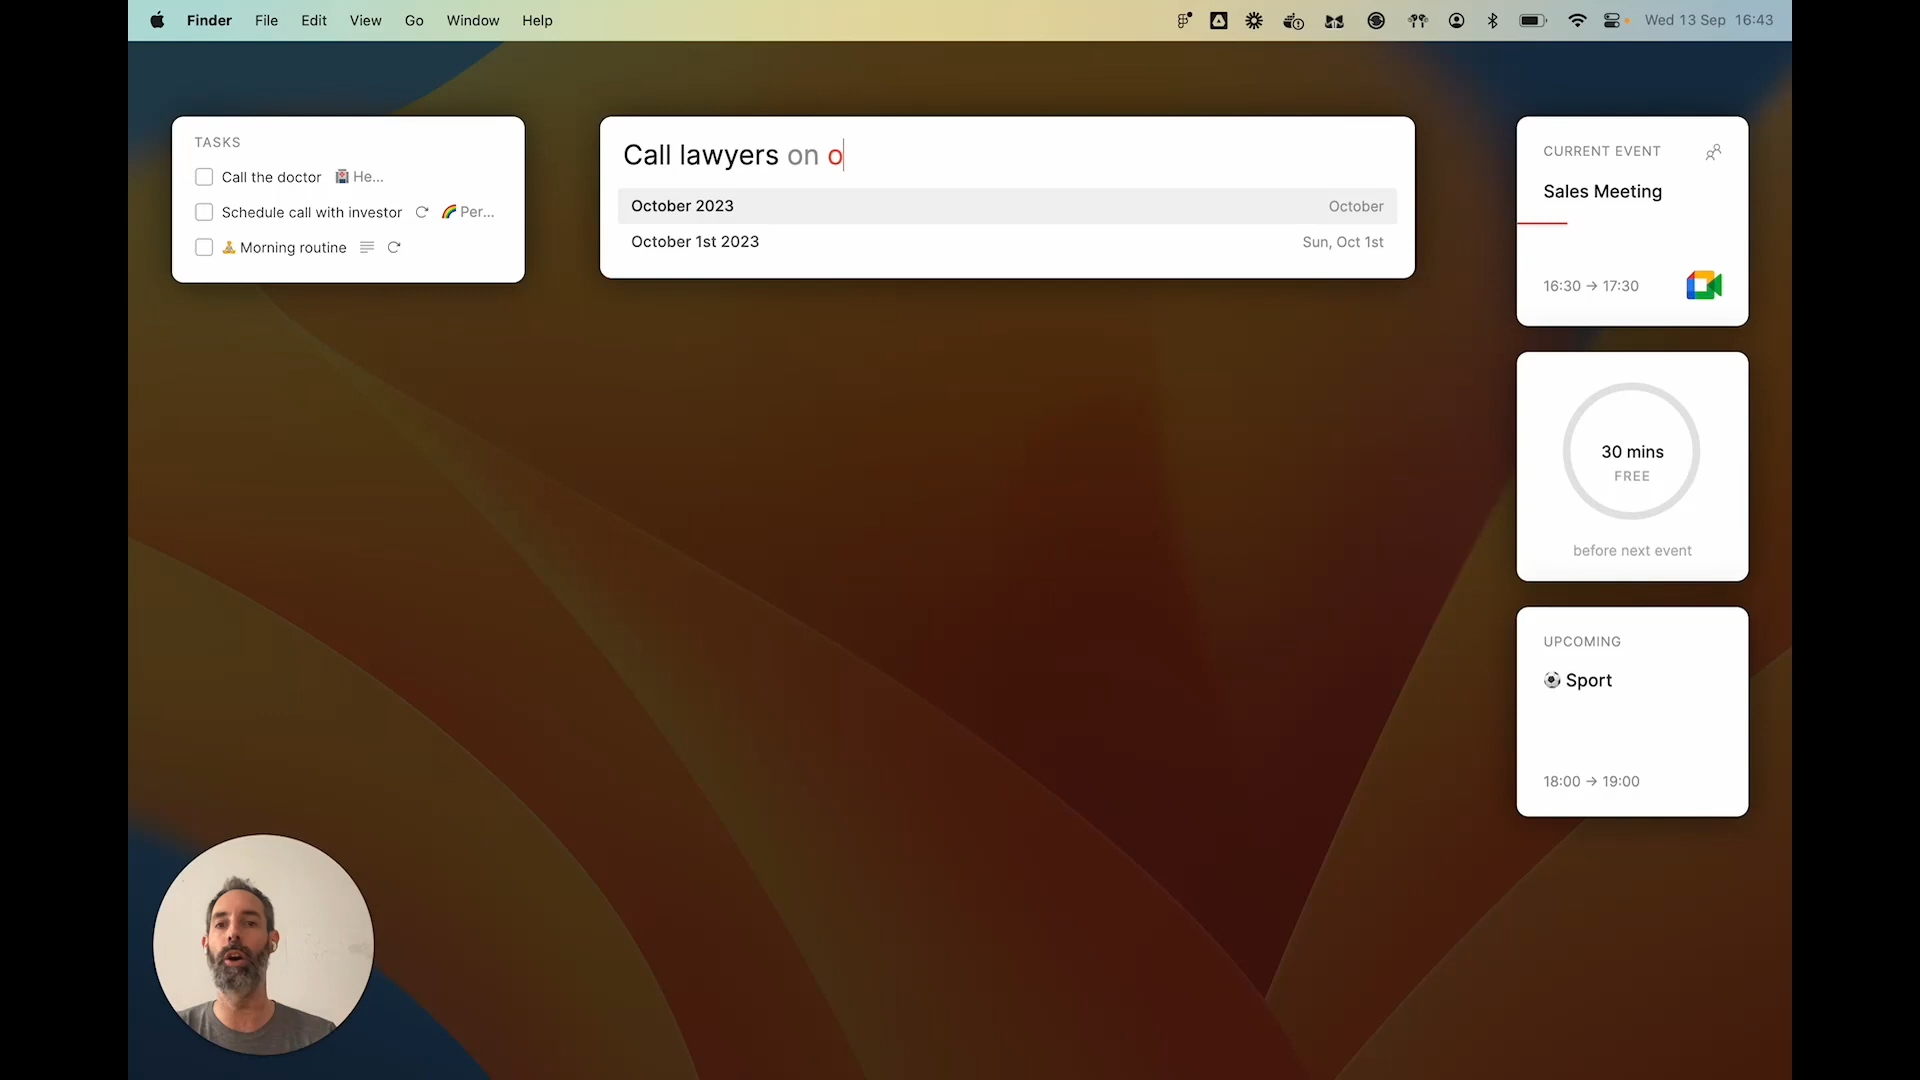 Finder File Edit View Go Window Help Wed 13 Sep 16:43
TASKS
Call the doctor He...
Schedule call with investor Per...
Morning routine
Call lawyers on o
October 2023 October
October 1st 2023 Sun, Oct 1st
CURRENT EVENT
Sales Meeting
16:30 → 17:30
30 mins
FREE
before next event
UPCOMING
Sport
18:00 → 19:00